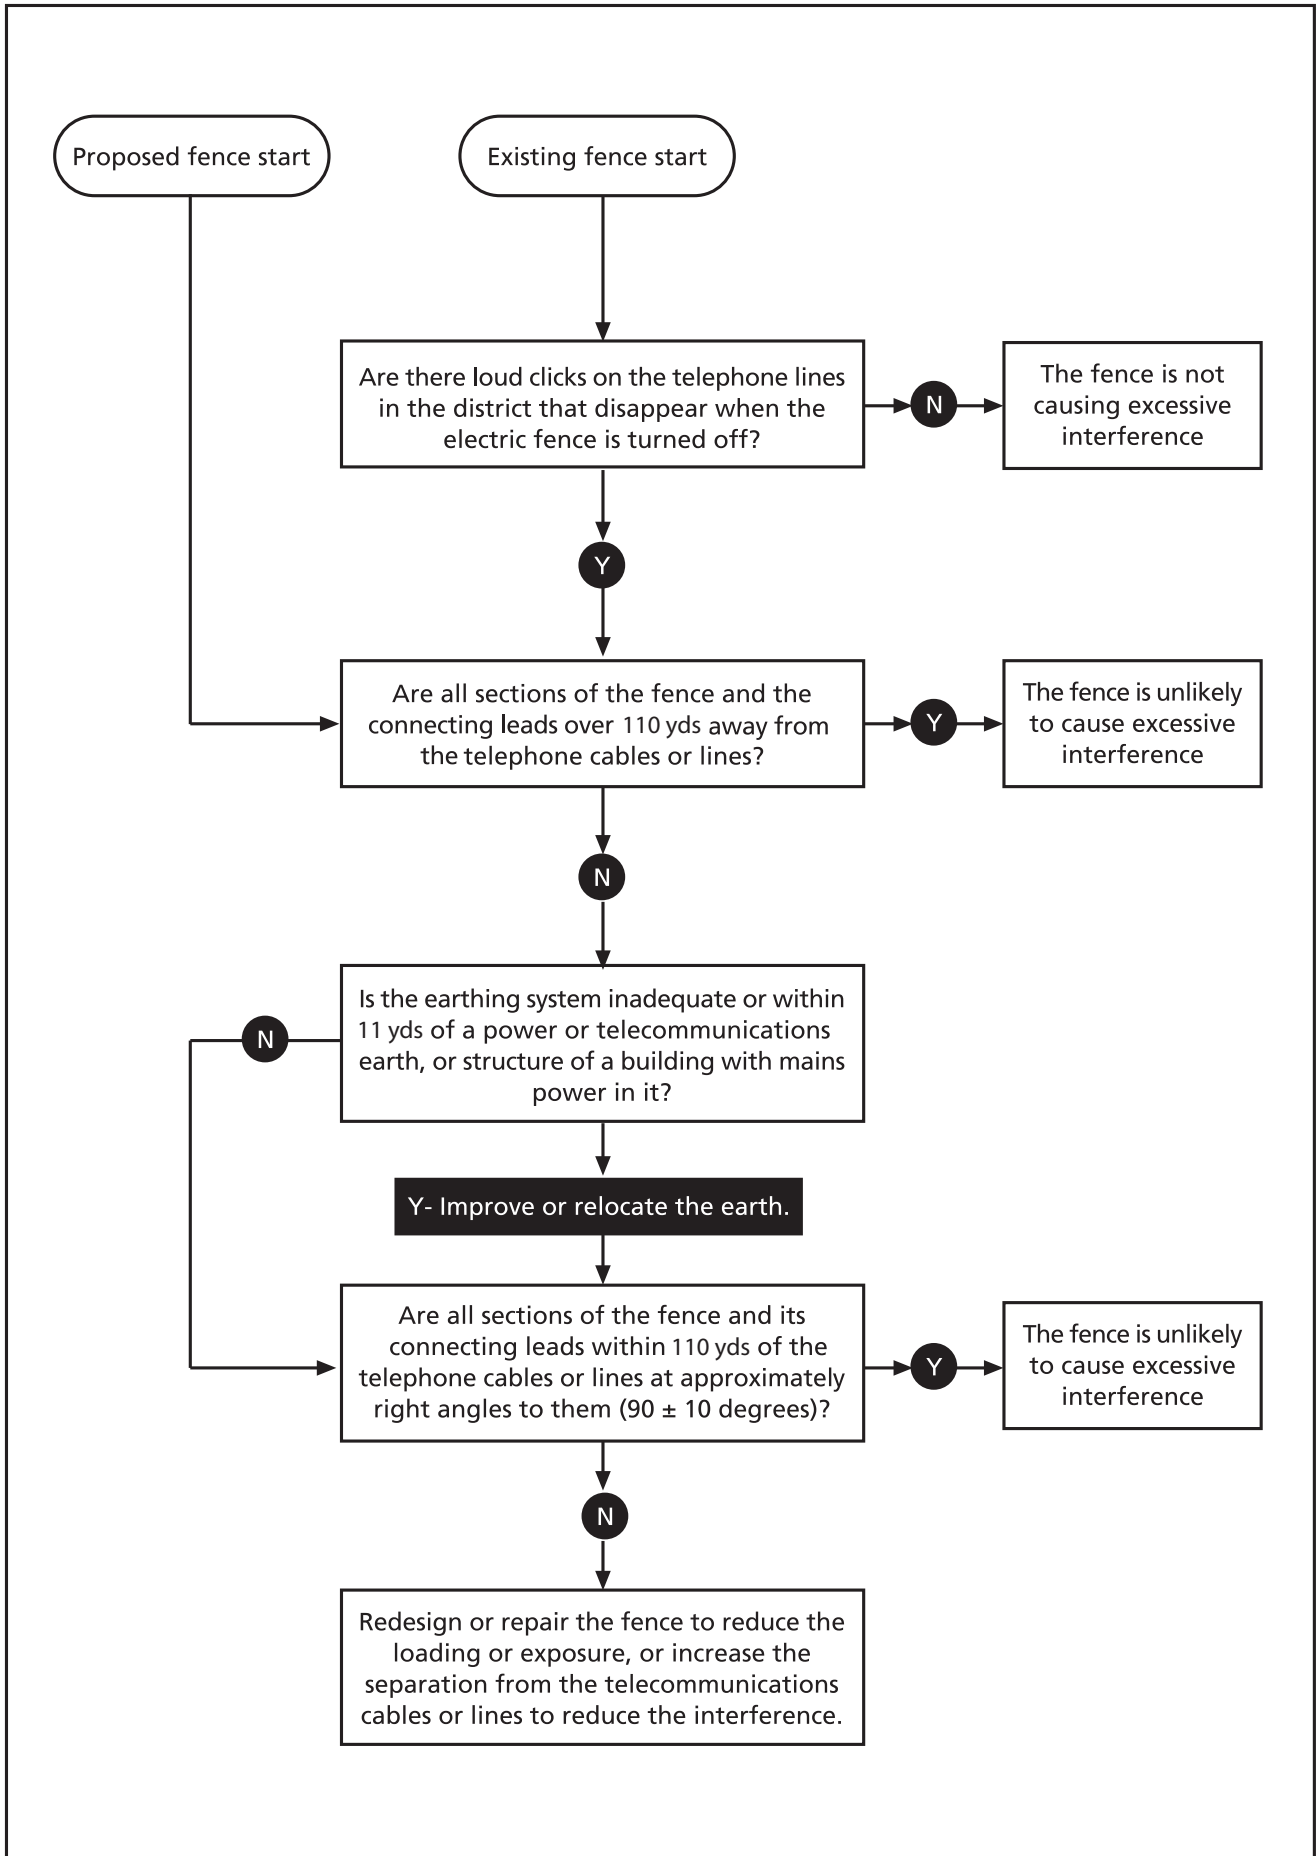 Proposed fence start
Existing fence start
Are there loud clicks on the telephone lines
in the district that disappear when the
electric fence is turned off?
N
The fence is not
causing excessive
interference
Y
Are all sections of the fence and the
connecting leads over 110 yds away from
the telephone cables or lines?
Y
The fence is unlikely
to cause excessive
interference
N
Is the earthing system inadequate or within
11 yds of a power or telecommunications
earth, or structure of a building with mains
power in it?
N
Y- Improve or relocate the earth.
Are all sections of the fence and its
connecting leads within 110 yds of the
telephone cables or lines at approximately
right angles to them (90 ± 10 degrees)?
Y
The fence is unlikely
to cause excessive
interference
N
Redesign or repair the fence to reduce the
loading or exposure, or increase the
separation from the telecommunications
cables or lines to reduce the interference.